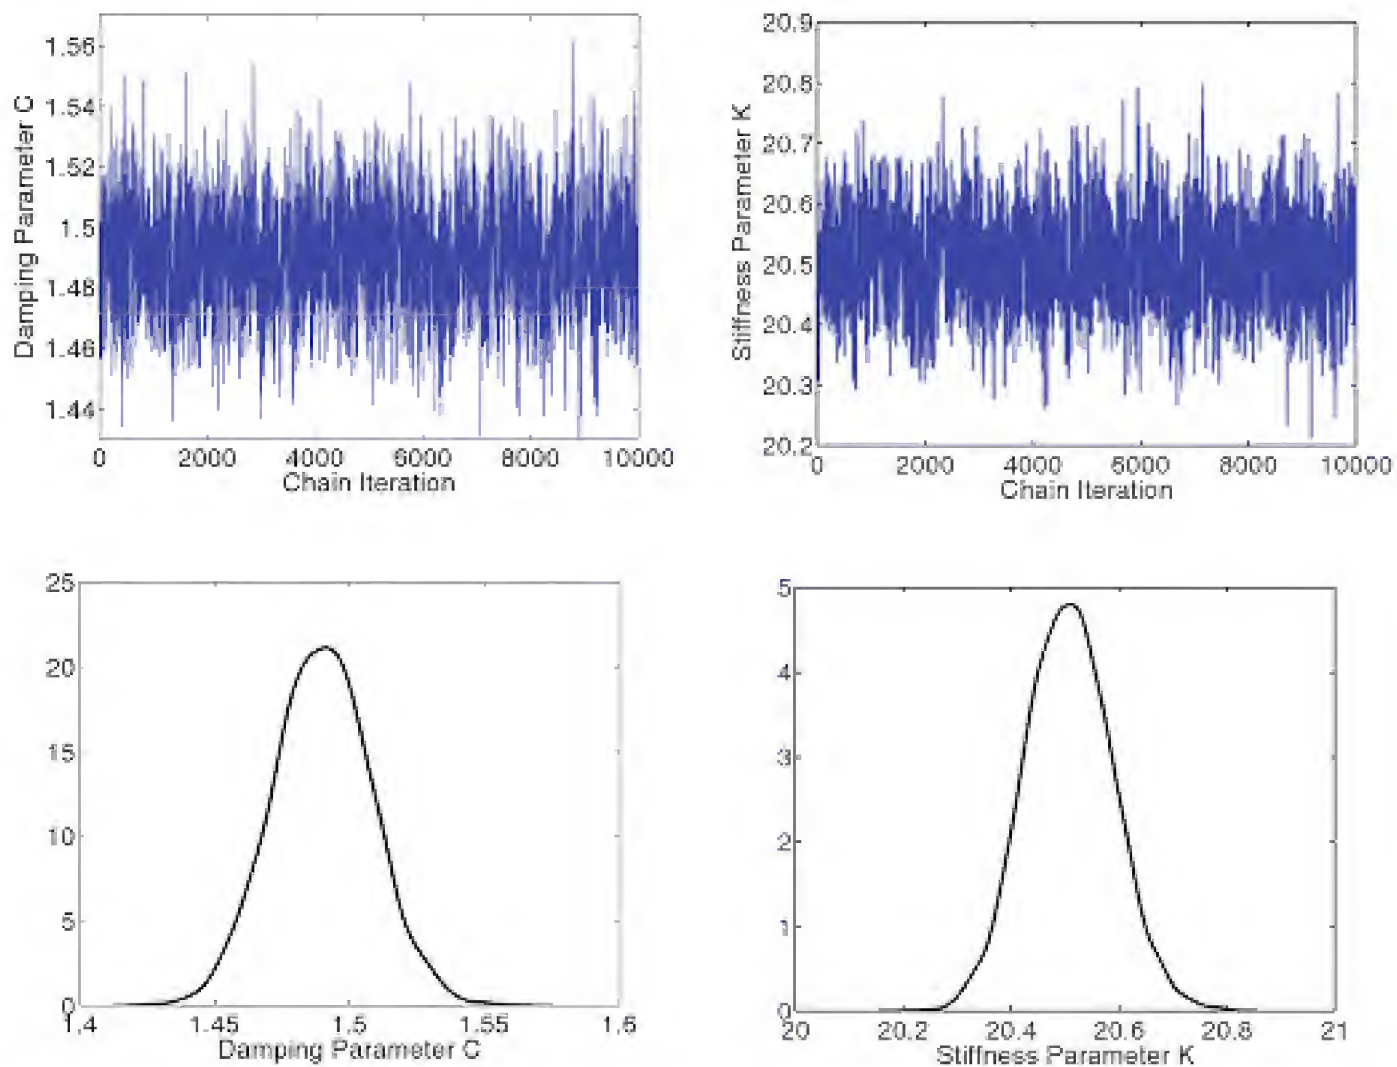 1.56
1.54
1.52
1.5
1.48
1.46
1.44
Damping Parameter C
0 2000 4000 6000 8000 10000
Chain Iteration
20.9
20.8
20.7
20.6
20.5
20.4
20.3
20.2
Stiffness Parameter K
0 2000 4000 6000 8000 10000
Chain Iteration
25
20
15
10
5
0
1.4 1.45 1.5 1.55 1.6
Damping Parameter C
5
4
3
2
1
0
20 20.2 20.4 20.6 20.8 21
Stiffness Parameter K